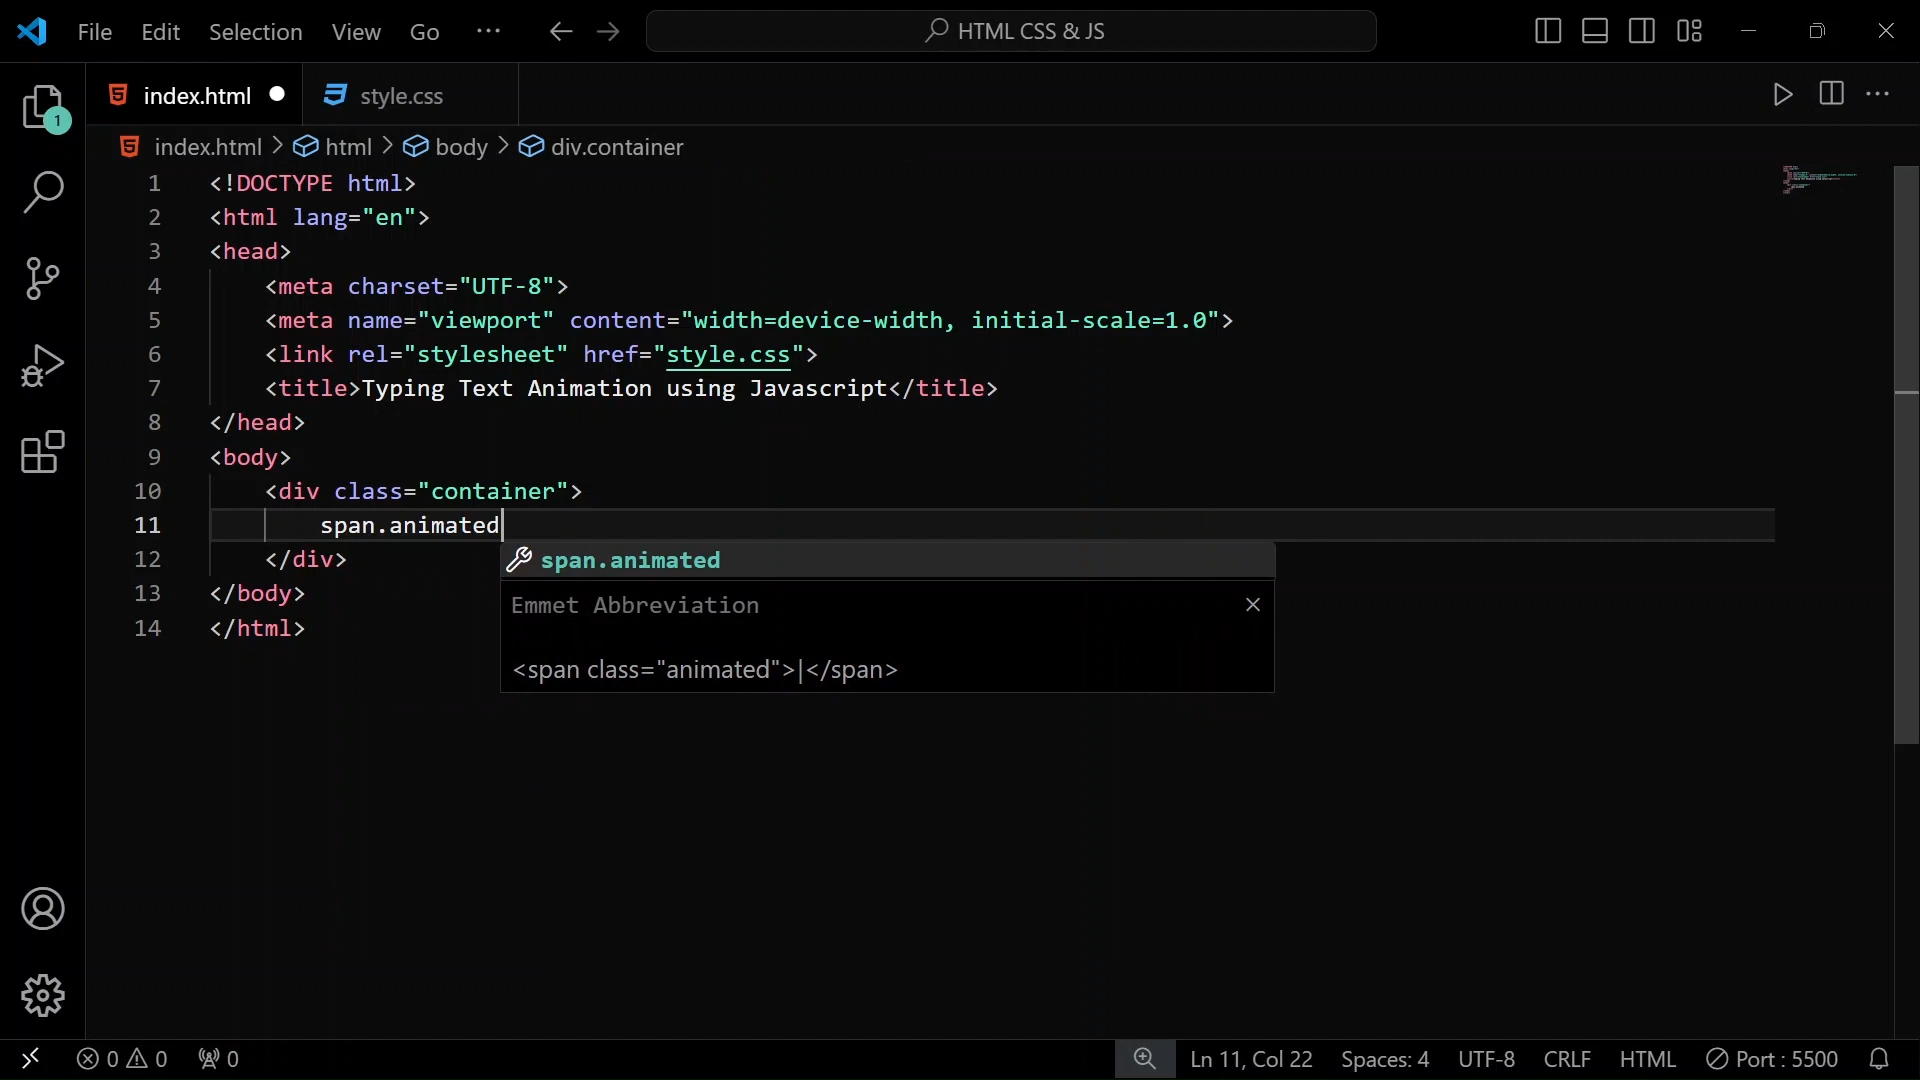 File Edit Selection View Go ··· HTML CSS & JS
1
index.html style.css
index.html > html > body > div.container
1 <!DOCTYPE html>
2 <html lang="en">
3 <head>
4 <meta charset="UTF-8">
5 <meta name="viewport" content="width=device-width, initial-scale=1.0">
6 <link rel="stylesheet" href="style.css">
7 <title>Typing Text Animation using Javascript</title>
8 </head>
9 <body>
10 <div class="container">
11 span.animated
12 </div>
13 </body>
14 </html>
span.animated
Emmet Abbreviation
<span class="animated">|</span>
0 0 0 Ln 11, Col 22 Spaces: 4 UTF-8 CRLF HTML Port : 5500